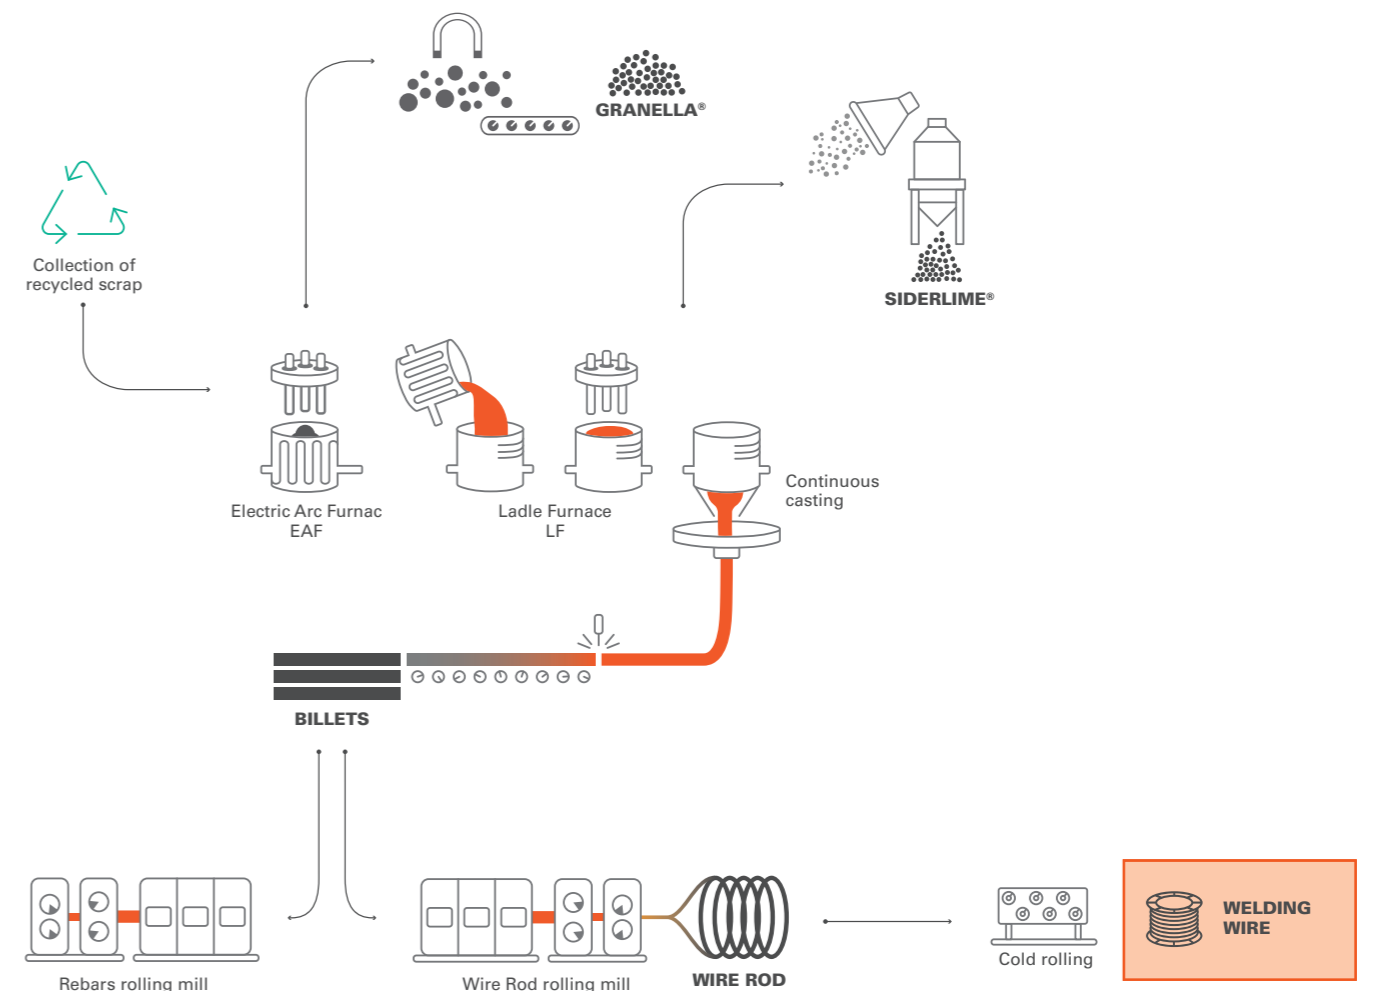 GRANELLA®
SIDERLIME®
Collection of
recycled scrap
Electric Arc Furnac
EAF
Ladle Furnace
LF
Continuous
casting
BILLETS
Rebars rolling mill
Wire Rod rolling mill
WIRE ROD
Cold rolling
WELDING
WIRE